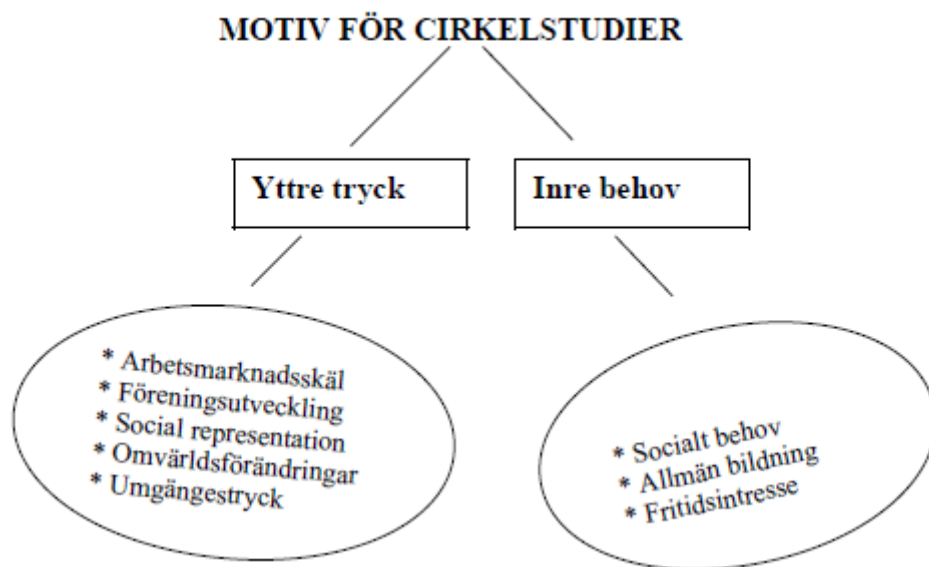 MOTIV FÖR CIRKELSTUDIER
Yttre tryck
Inre behov
* Arbetsmarknadsskäl
* Föreningsutveckling
* Social representation
* Omvärldsförändringar
* Umgängestryck
* Socialt behov
* Allmän bildning
* Fritidsintresse